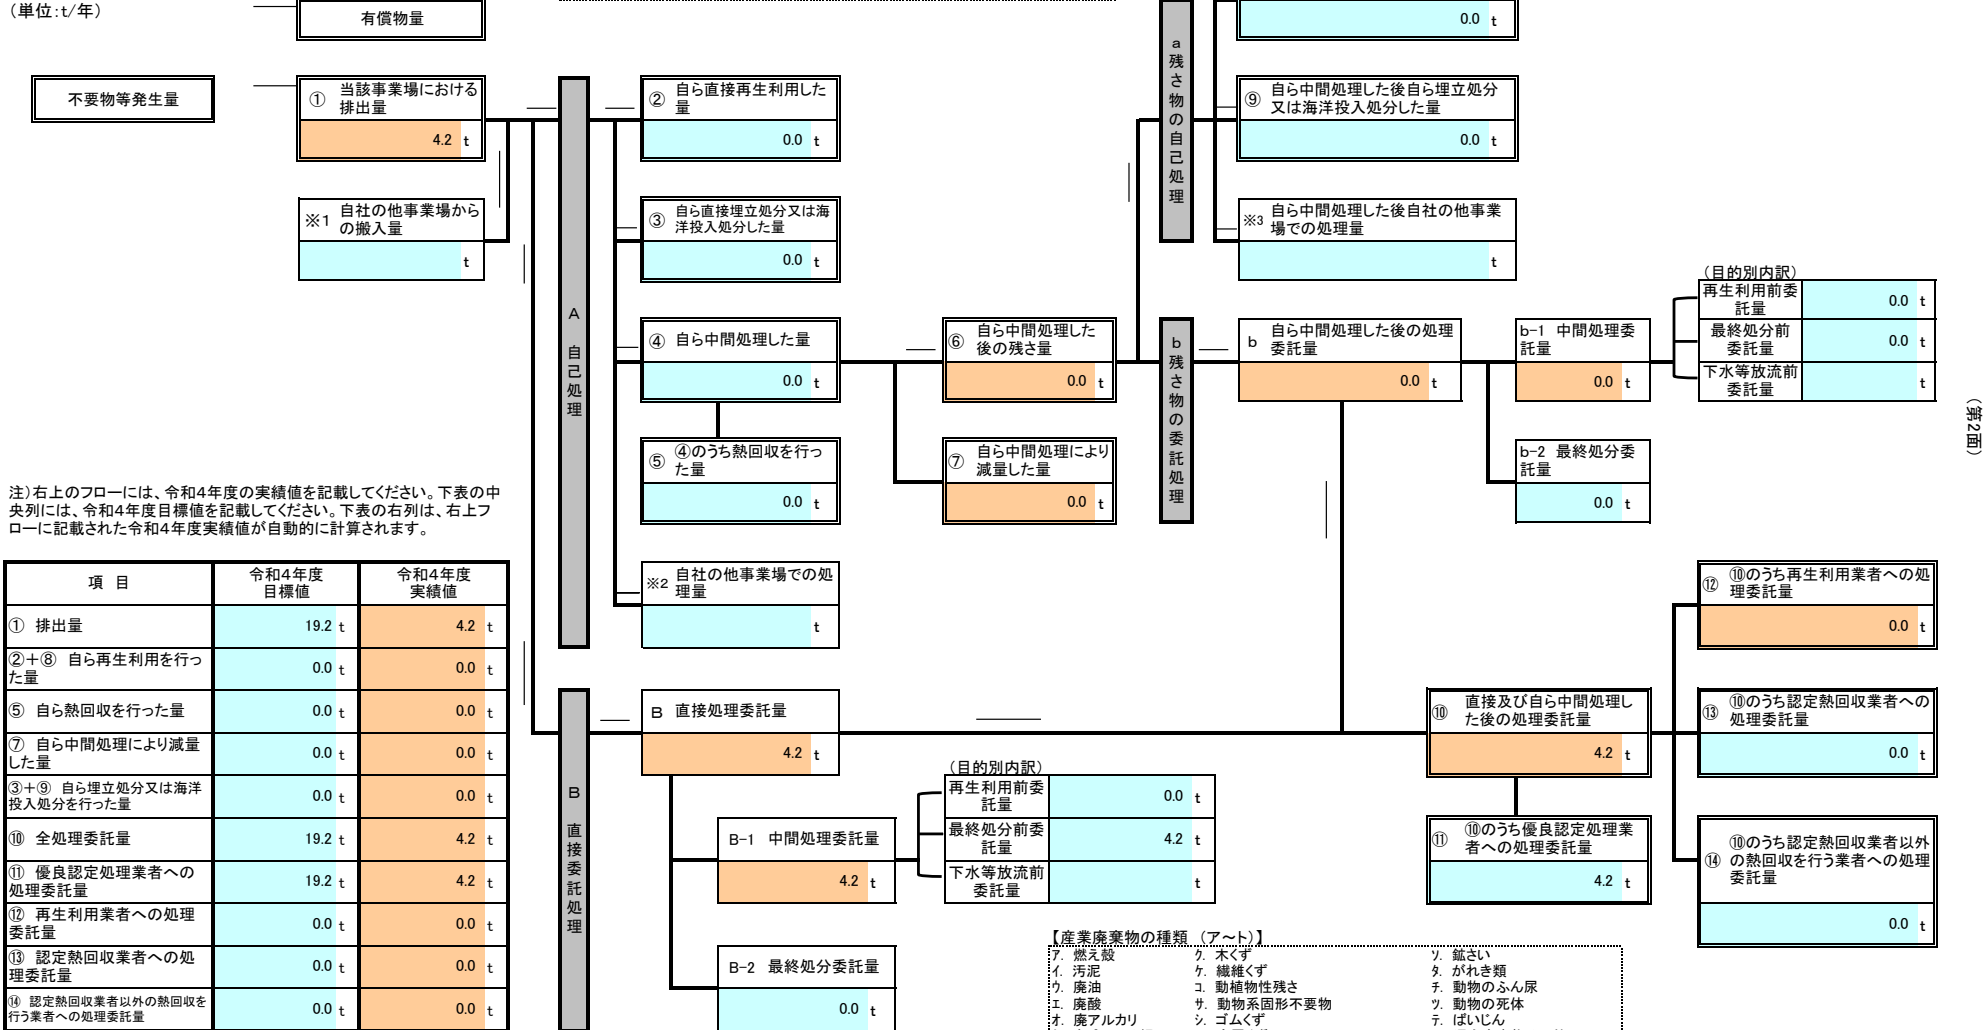 （単位:t/年）
有償物量
0.0 t
不要物等発生量
① 当該事業場における
排出量
4.2 t
※1 自社の他事業場から
の搬入量
t
A 自己処理
② 自ら直接再生利用した
量
0.0 t
③ 自ら直接埋立処分又は海
洋投入処分した量
0.0 t
④ 自ら中間処理した量
0.0 t
⑤ ④のうち熱回収を行っ
た量
0.0 t
※2 自社の他事業場での処
理量
t
⑥ 自ら中間処理した
後の残さ量
0.0 t
⑦ 自ら中間処理により
減量した量
0.0 t
a 残さ物の自己処理
⑨ 自ら中間処理した後自ら埋立処分
又は海洋投入処分した量
0.0 t
※3 自ら中間処理した後自社の他事業
場での処理量
t
b 残さ物の委託処理
b 自ら中間処理した後の処理
委託量
0.0 t
b-1 中間処理委
託量
0.0 t
b-2 最終処分委
託量
0.0 t
（目的別内訳）
再生利用前委
託量
0.0 t
最終処分前
委託量
0.0 t
下水等放流前
委託量
t
（第2面）
注）右上のフローには、令和4年度の実績値を記載してください。下表の中
央列には、令和4年度目標値を記載してください。下表の右列は、右上フ
ローに記載された令和4年度実績値が自動的に計算されます。
項 目 令和4年度
目標値 令和4年度
実績値
① 排出量 19.2 t 4.2 t
②＋⑧ 自ら再生利用を行っ
た量 0.0 t 0.0 t
⑤ 自ら熱回収を行った量 0.0 t 0.0 t
⑦ 自ら中間処理により減量
した量 0.0 t 0.0 t
③＋⑨ 自ら埋立処分又は海洋
投入処分を行った量 0.0 t 0.0 t
⑩ 全処理委託量 19.2 t 4.2 t
⑪ 優良認定処理業者への
処理委託量 19.2 t 4.2 t
⑫ 再生利用業者への処理
委託量 0.0 t 0.0 t
⑬ 認定熱回収業者への処
理委託量 0.0 t 0.0 t
⑭ 認定熱回収業者以外の熱回収を
行う業者への処理委託量 0.0 t 0.0 t
B 直接委託処理
B 直接処理委託量
4.2 t
B-1 中間処理委託量
4.2 t
B-2 最終処分委託量
0.0 t
（目的別内訳）
再生利用前委
託量
0.0 t
最終処分前委
託量
4.2 t
下水等放流前
委託量
t
⑩ 直接及び自ら中間処理し
た後の処理委託量
4.2 t
⑪ ⑩のうち優良認定処理業
者への処理委託量
4.2 t
⑫ ⑩のうち再生利用業者への処
理委託量
0.0 t
⑬ ⑩のうち認定熱回収業者への
処理委託量
0.0 t
⑭ ⑩のうち認定熱回収業者以外
の熱回収を行う業者への処理
委託量
0.0 t
【産業廃棄物の種類 （ア～ト）】
ア. 燃え殻 ク. 木くず ソ. 鉱さい
イ. 汚泥 ケ. 繊維くず タ. がれき類
ウ. 廃油 コ. 動植物性残さ チ. 動物のふん尿
エ. 廃酸 サ. 動物系固形不要物 ツ. 動物の死体
オ. 廃アルカリ シ. ゴムくず テ. ばいじん